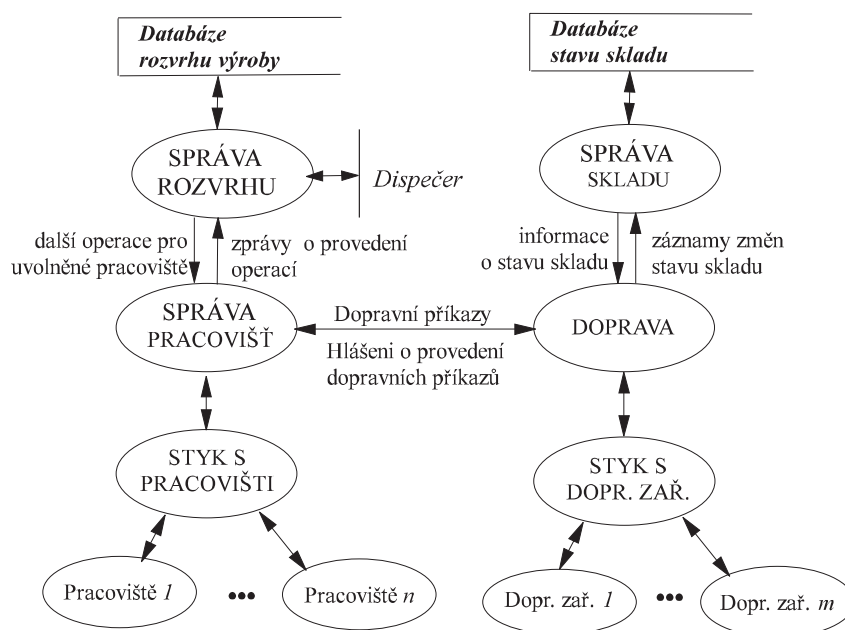 Databáze
rozvrhu výroby
Databáze
stavu skladu
SPRÁVA
ROZVRHU
Dispečer
SPRÁVA
SKLADU
další operace pro
uvolněné pracoviště
zprávy o provedení
operací
informace
o stavu skladu
záznamy změn
stavu skladu
SPRÁVA
PRACOVIŠŤ
Dopravní příkazy
Hlášeni o provedení
dopravních příkazů
DOPRAVA
STYK S
PRACOVIŠTI
STYK S
DOPR. ZAŘ.
Pracoviště 1
•••
Pracoviště n
Dopr. zař. 1
•••
Dopr. zař. m